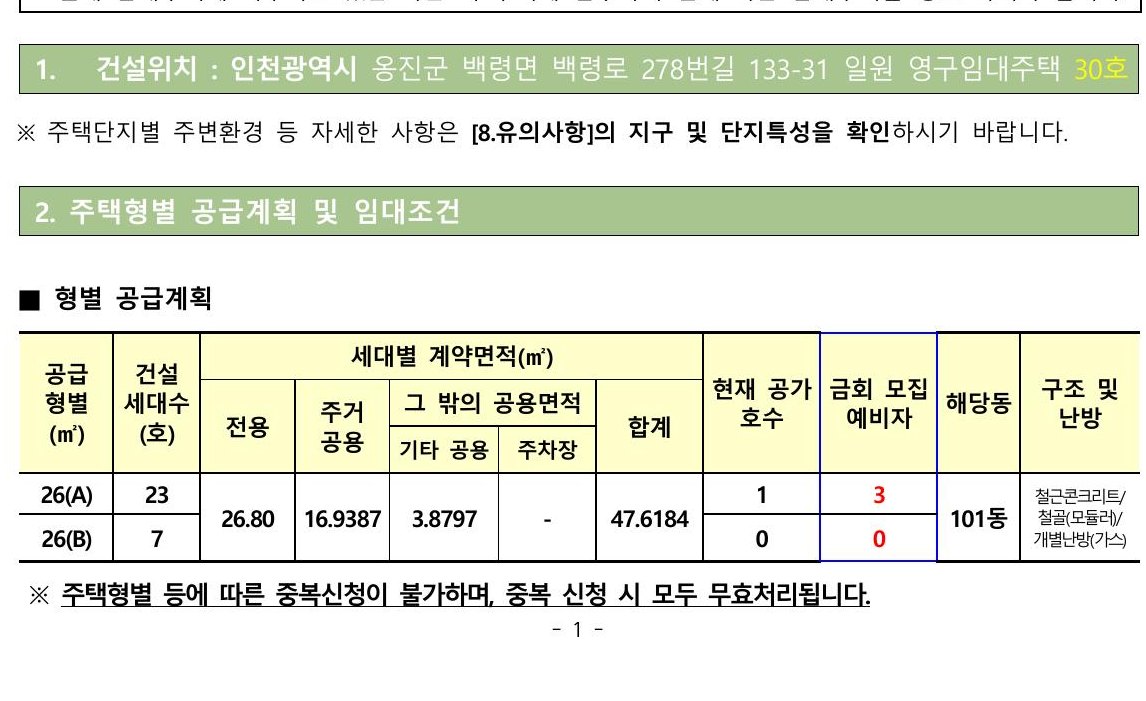 1. 건설위치 : 인천광역시 옹진군 백령면 백령로 278번길 133-31 일원 영구임대주택 30호
※ 주택단지별 주변환경 등 자세한 사항은 [8.유의사항]의 지구 및 단지특성을 확인하시기 바랍니다.
2. 주택형별 공급계획 및 임대조건
■ 형별 공급계획
공급
형별
(㎡)
건설
세대수
(호)
세대별 계약면적(㎡)
전용
주거
공용
그 밖의 공용면적
기타 공용
주차장
합계
현재 공가
호수
금회 모집
예비자
해당동
구조 및
난방
26(A)
23
26.80
16.9387
3.8797
-
47.6184
1
3
101동
철근콘크리트/
철골(모듈러)/
개별난방(가스)
26(B)
7
0
0
※ 주택형별 등에 따른 중복신청이 불가하며, 중복 신청 시 모두 무효처리됩니다.
- 1 -